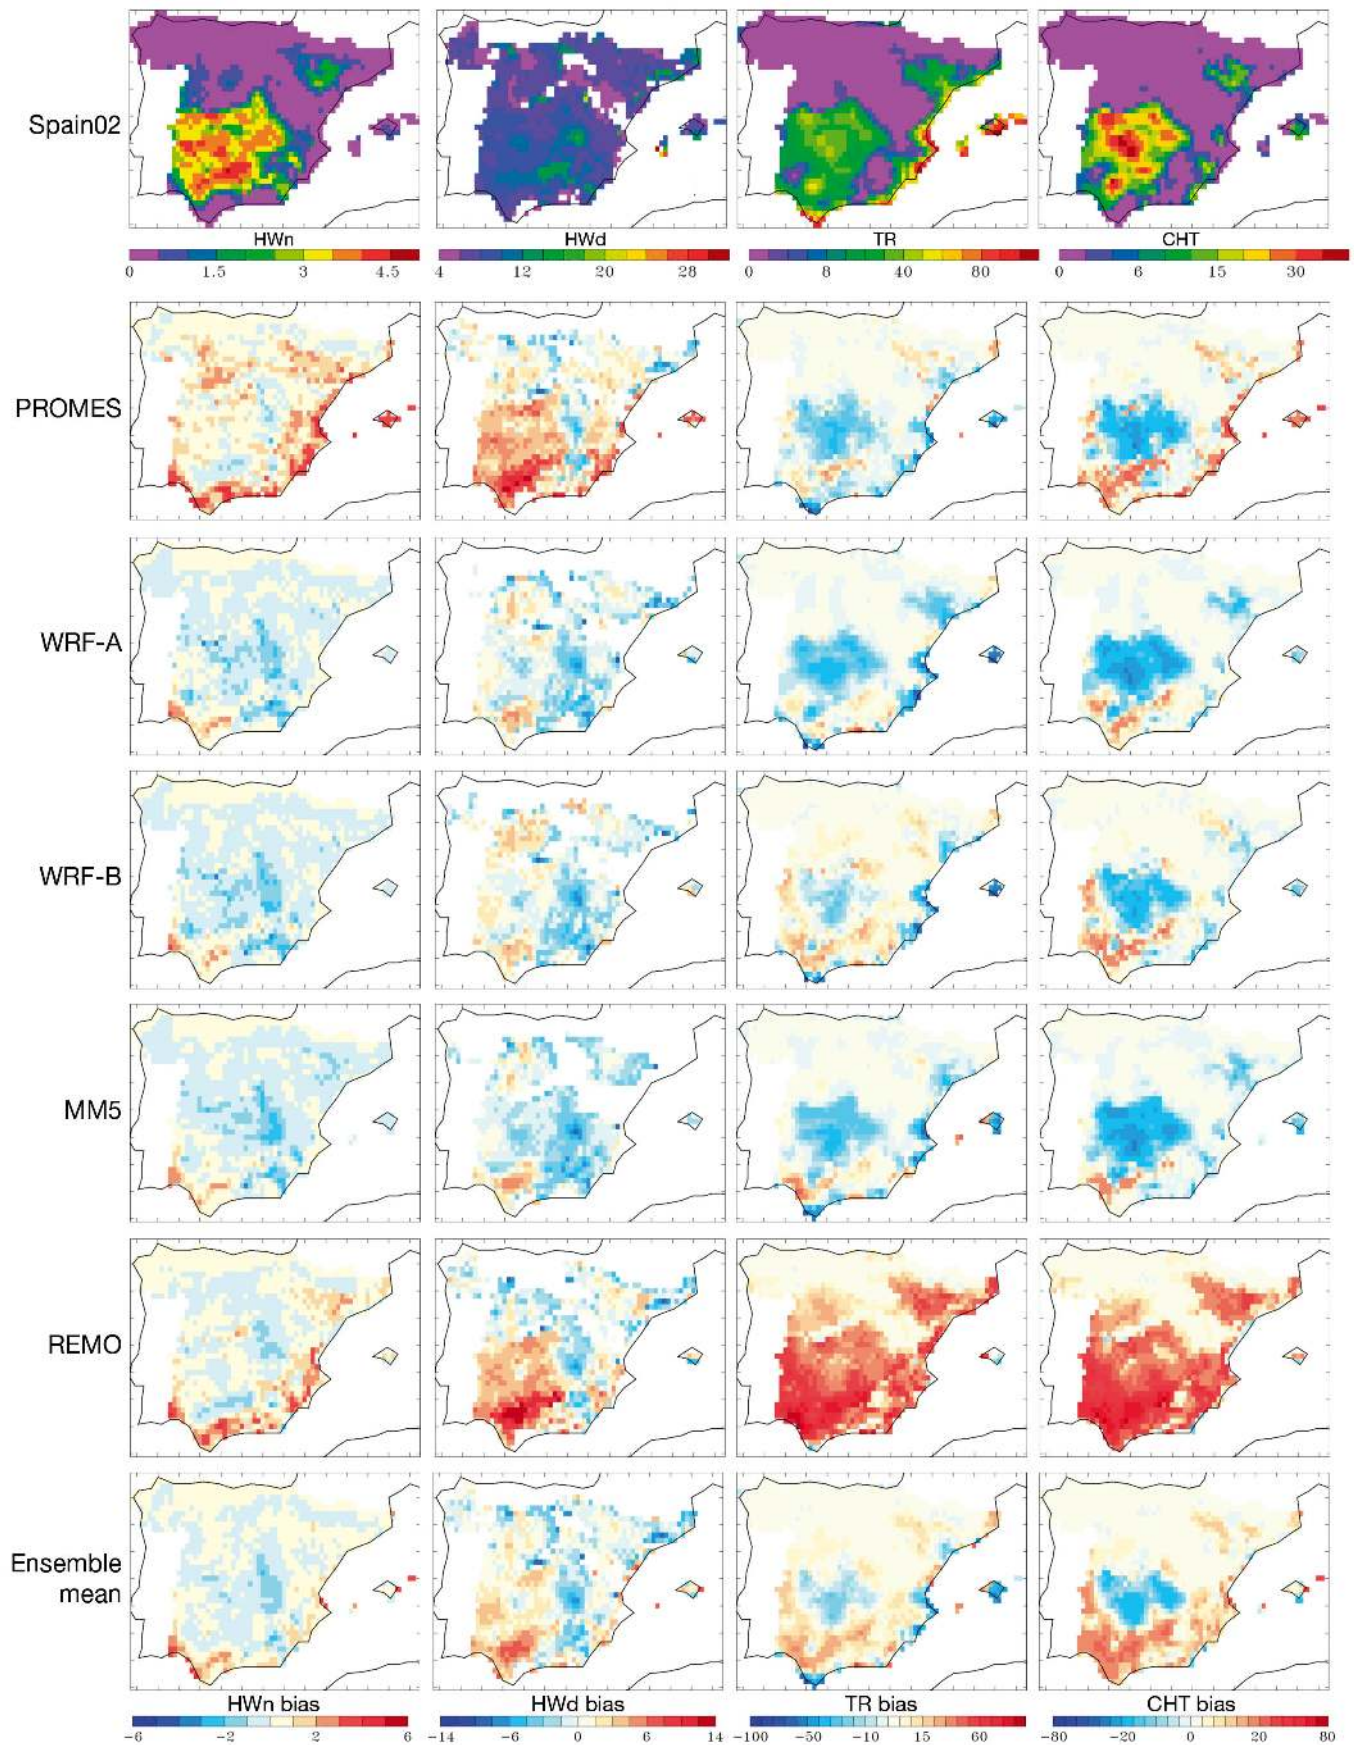 Spain02
HWn
HWd
TR
CHT
0 1.5 3 4.5
4 12 20 28
0 8 40 80
0 6 15 30
PROMES
WRF-A
WRF-B
MM5
REMO
Ensemble
mean
HWn bias
HWd bias
TR bias
CHT bias
−6 −2 2 6
−14 −6 0 6 14
−100 −50 −10 15 60
−80 −20 0 20 80